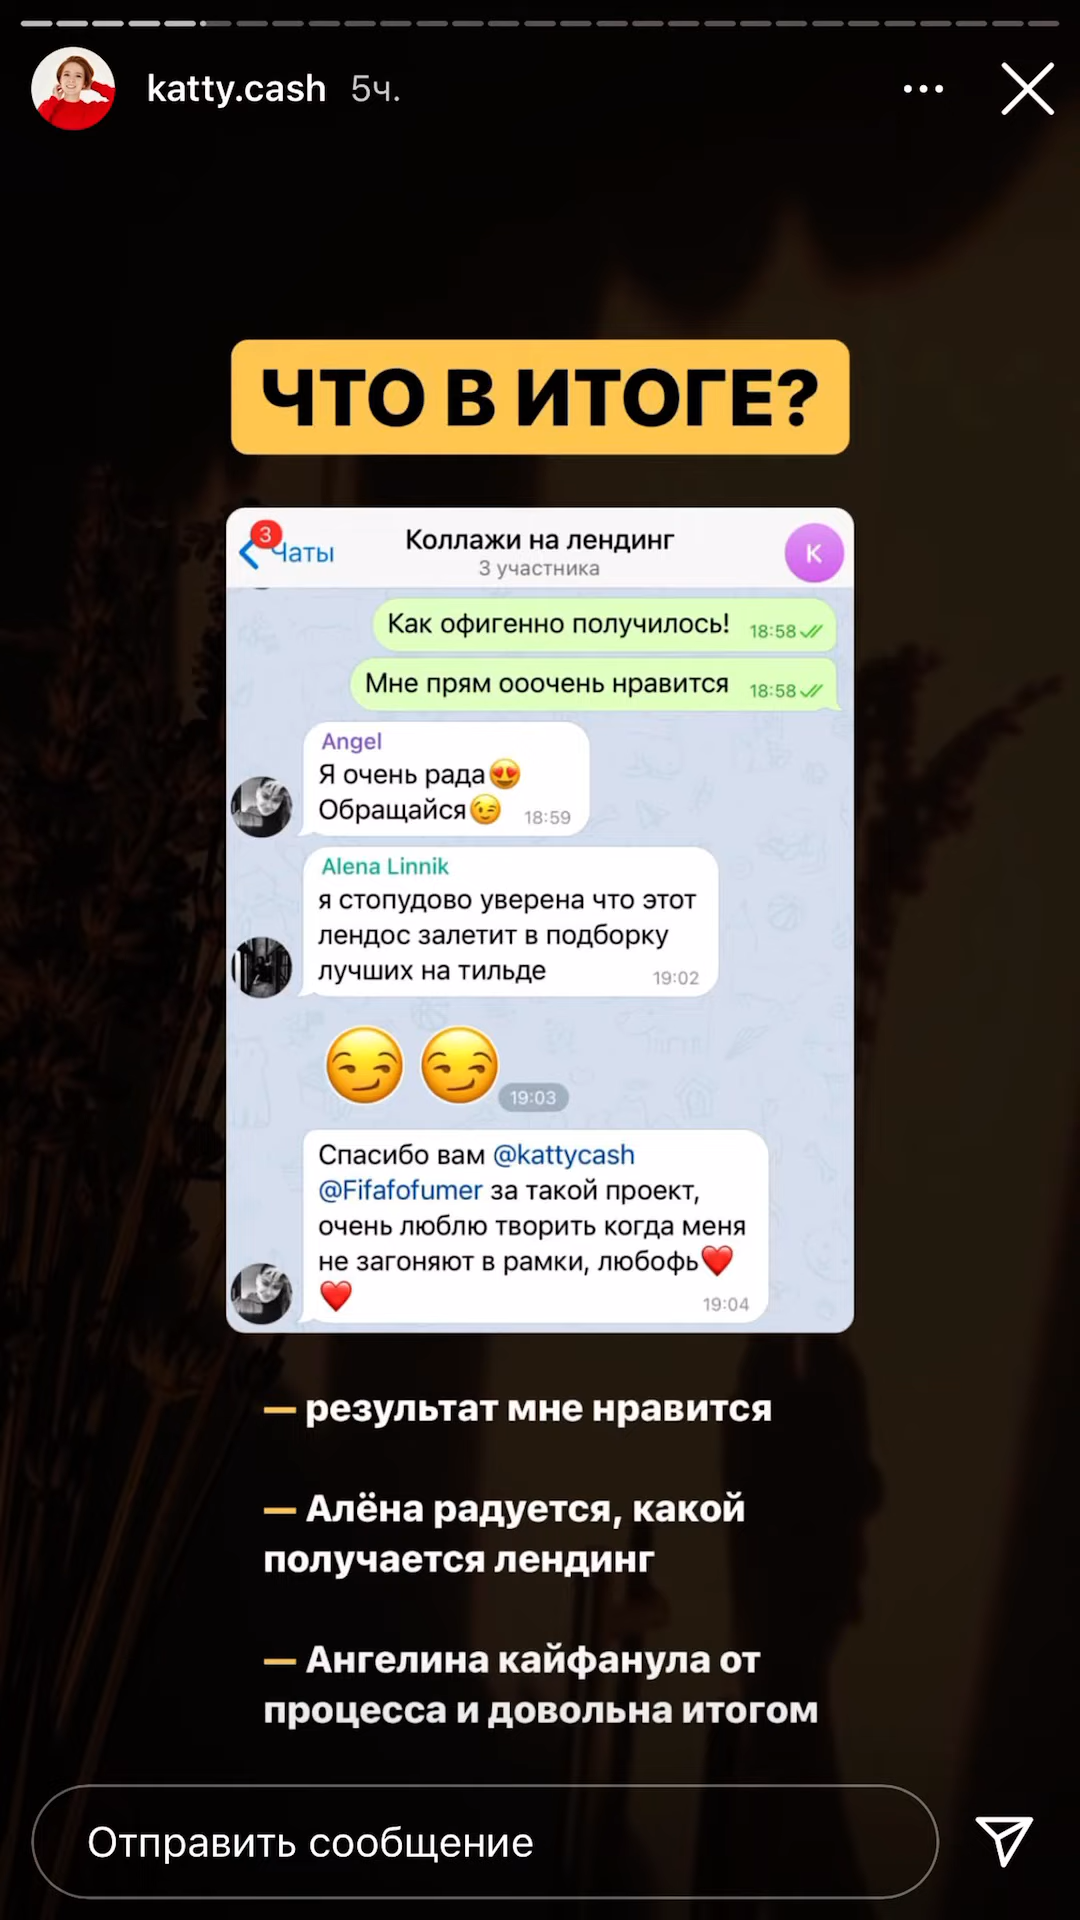 katty.cash 5ч.
ЧТО В ИТОГЕ?
3
Чаты
Коллажи на лендинг
3 участника
K
Как офигенно получилось! 18:58
Мне прям ооочень нравится 18:58
Angel
Я очень рада😍
Обращайся😉 18:59
Alena Linnik
я стопудово уверена что этот
лендос залетит в подборку
лучших на тильде 19:02
😏😏 19:03
Спасибо вам @kattycash
@Fifafofumer за такой проект,
очень люблю творить когда меня
не загоняют в рамки, любофь❤️
❤️ 19:04
— результат мне нравится
— Алёна радуется, какой
получается лендинг
— Ангелина кайфанула от
процесса и довольна итогом
Отправить сообщение